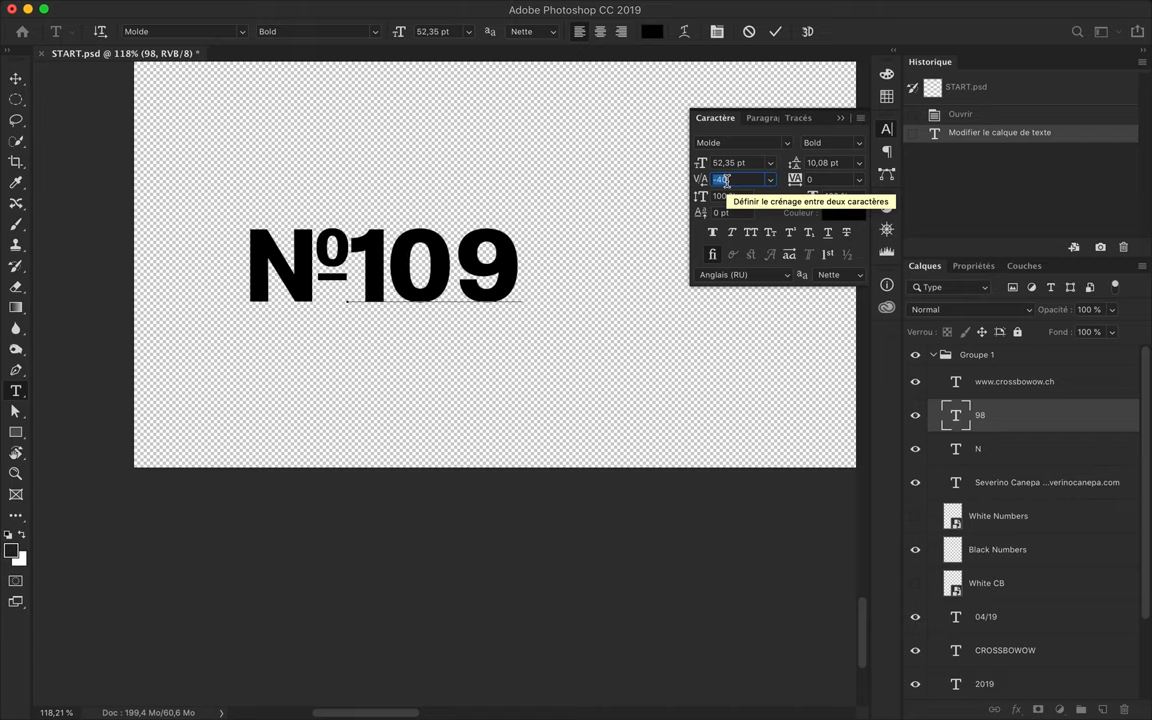 Adobe Photoshop CC 2019
Molde Bold 52,35 pt Nette 3D
START.psd @ 118% (98, RVB/8) *
Historique
START.psd
Ouvrir
Modifier le calque de texte
Caractère Paragra Tracés
Molde Bold
52,35 pt 10,08 pt
-40 0
100
Définir le crénage entre deux caractères
0 pt Couleur :
Anglais (RU) Nette
Nº109
Calques Propriétés Couches
Type
Normal Opacité : 100 %
Verrou : Fond : 100 %
Groupe 1
www.crossbowow.ch
98
N
Severino Canepa ...verinocanepa.com
White Numbers
Black Numbers
White CB
04/19
CROSSBOWOW
2019
118,21 % Doc : 199,4 Mo/60,6 Mo